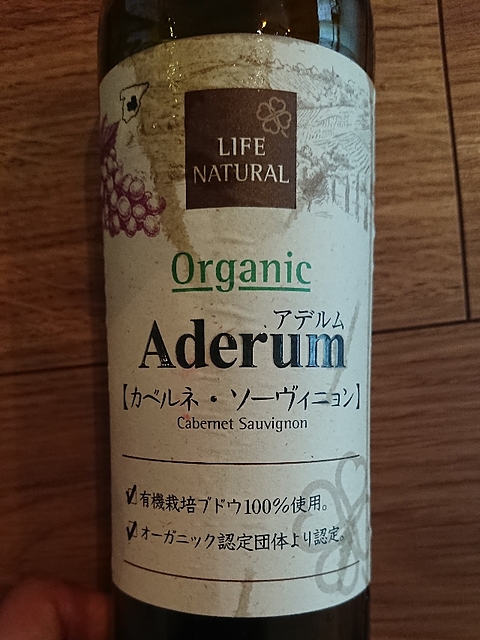 LIFE
NATURAL
Organic
アデルム
Aderum
【カベルネ・ソーヴィニョン】
Cabernet Sauvignon
有機栽培ブドウ100%使用。
オーガニック認定団体より認定。